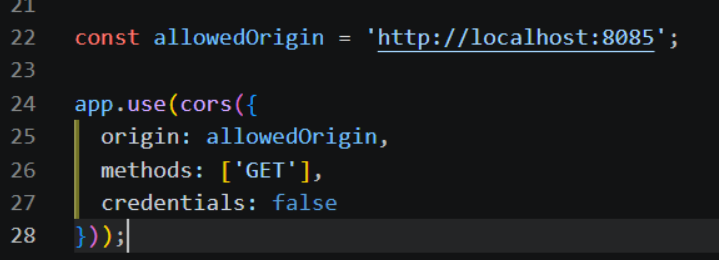 21
22 const allowedOrigin = 'http://localhost:8085';
23
24 app.use(cors({
25   origin: allowedOrigin,
26   methods: ['GET'],
27   credentials: false
28 }));